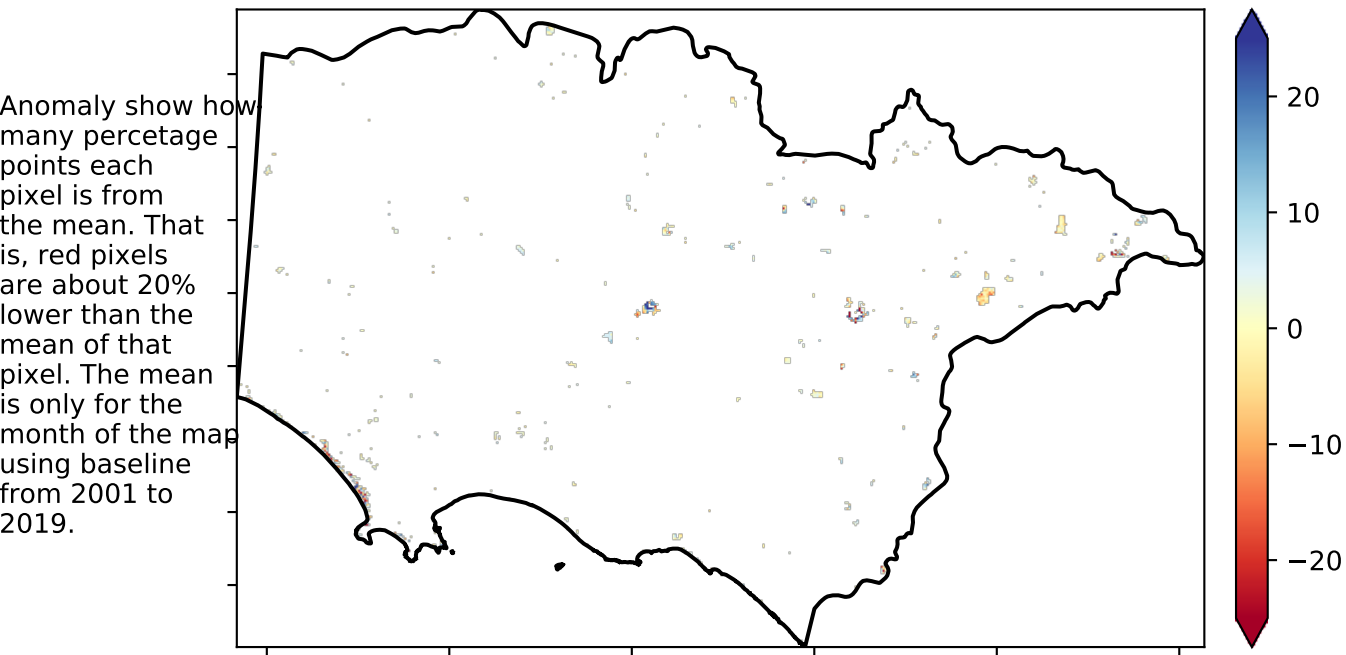 Anomaly show how
many percetage
points each
pixel is from
the mean. That
is, red pixels
are about 20%
lower than the
mean of that
pixel. The mean
is only for the
month of the map
using baseline
from 2001 to
2019.
20
10
0
−10
−20